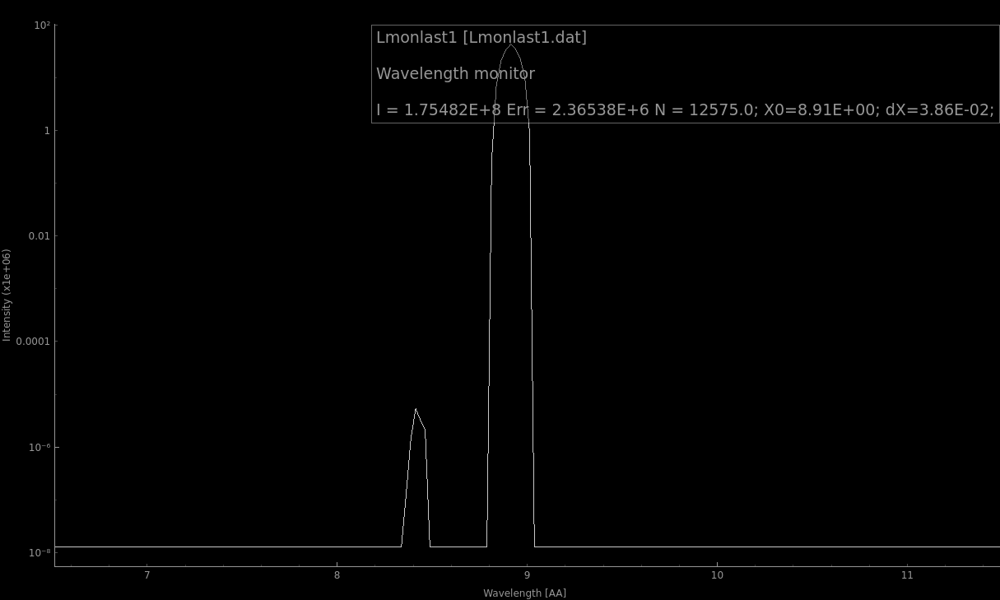 Lmonlast1 [Lmonlast1.dat]
Wavelength monitor
I = 1.75482E+8 Err = 2.36538E+6 N = 12575.0; X0=8.91E+00; dX=3.86E-02;
Intensity (x1e+06)
10²
1
0.01
0.0001
10⁻⁶
10⁻⁸
7 8 9 10 11
Wavelength [AA]